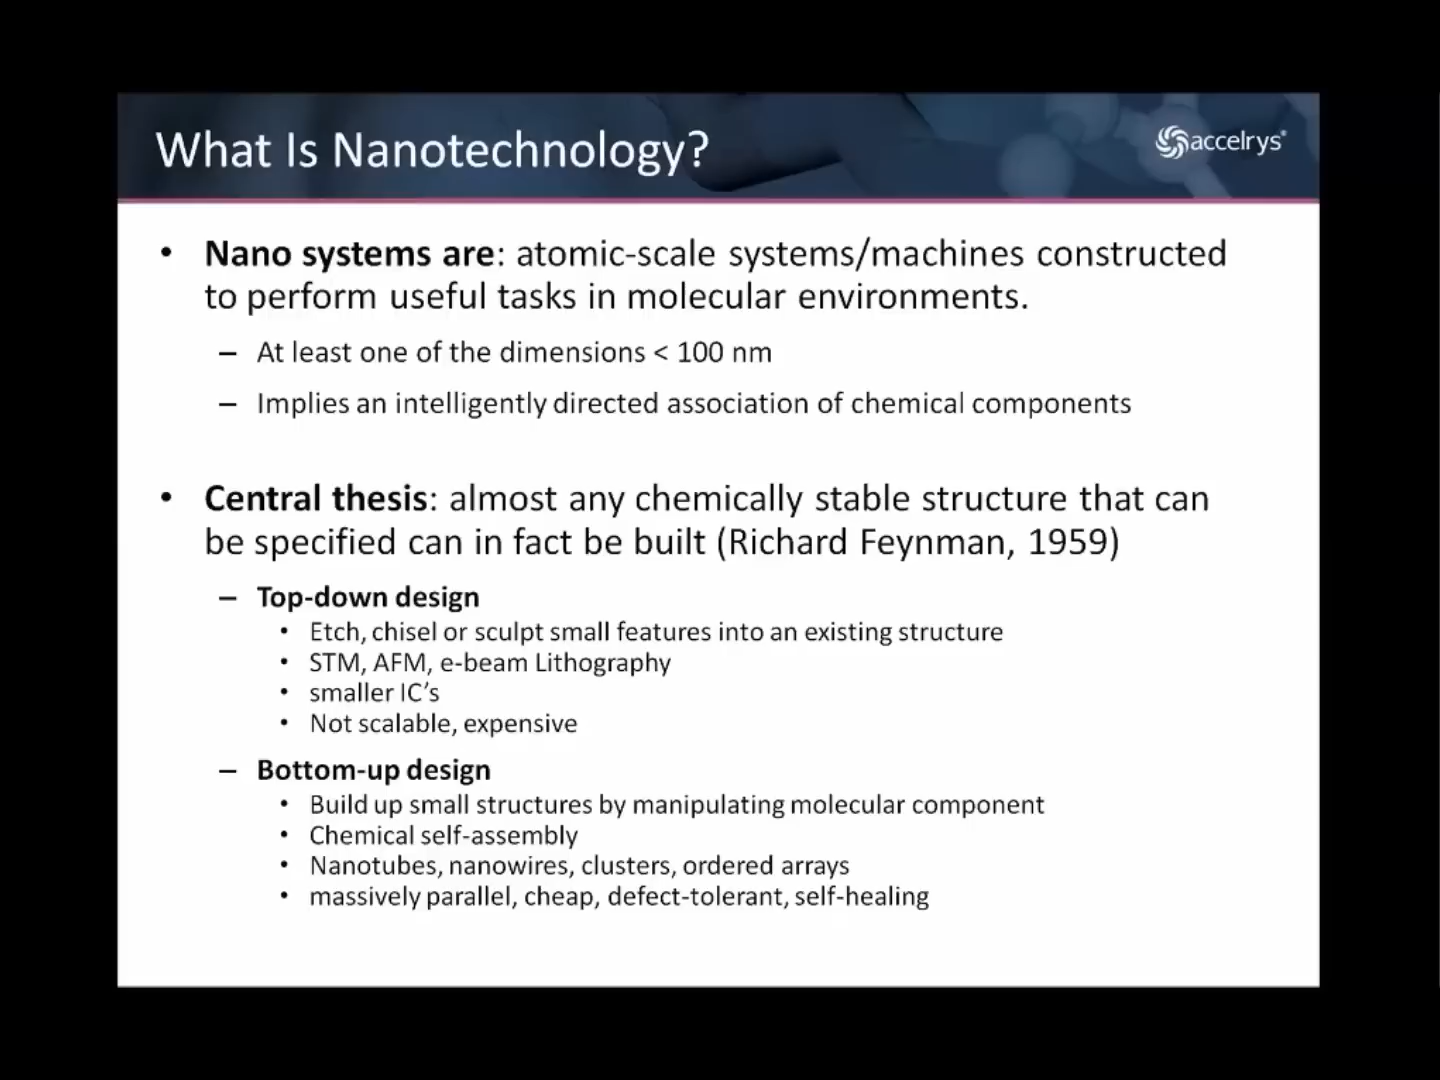 What Is Nanotechnology?
accelrys®
• Nano systems are: atomic-scale systems/machines constructed
to perform useful tasks in molecular environments.
– At least one of the dimensions < 100 nm
– Implies an intelligently directed association of chemical components
• Central thesis: almost any chemically stable structure that can
be specified can in fact be built (Richard Feynman, 1959)
– Top-down design
• Etch, chisel or sculpt small features into an existing structure
• STM, AFM, e-beam Lithography
• smaller IC’s
• Not scalable, expensive
– Bottom-up design
• Build up small structures by manipulating molecular component
• Chemical self-assembly
• Nanotubes, nanowires, clusters, ordered arrays
• massively parallel, cheap, defect-tolerant, self-healing